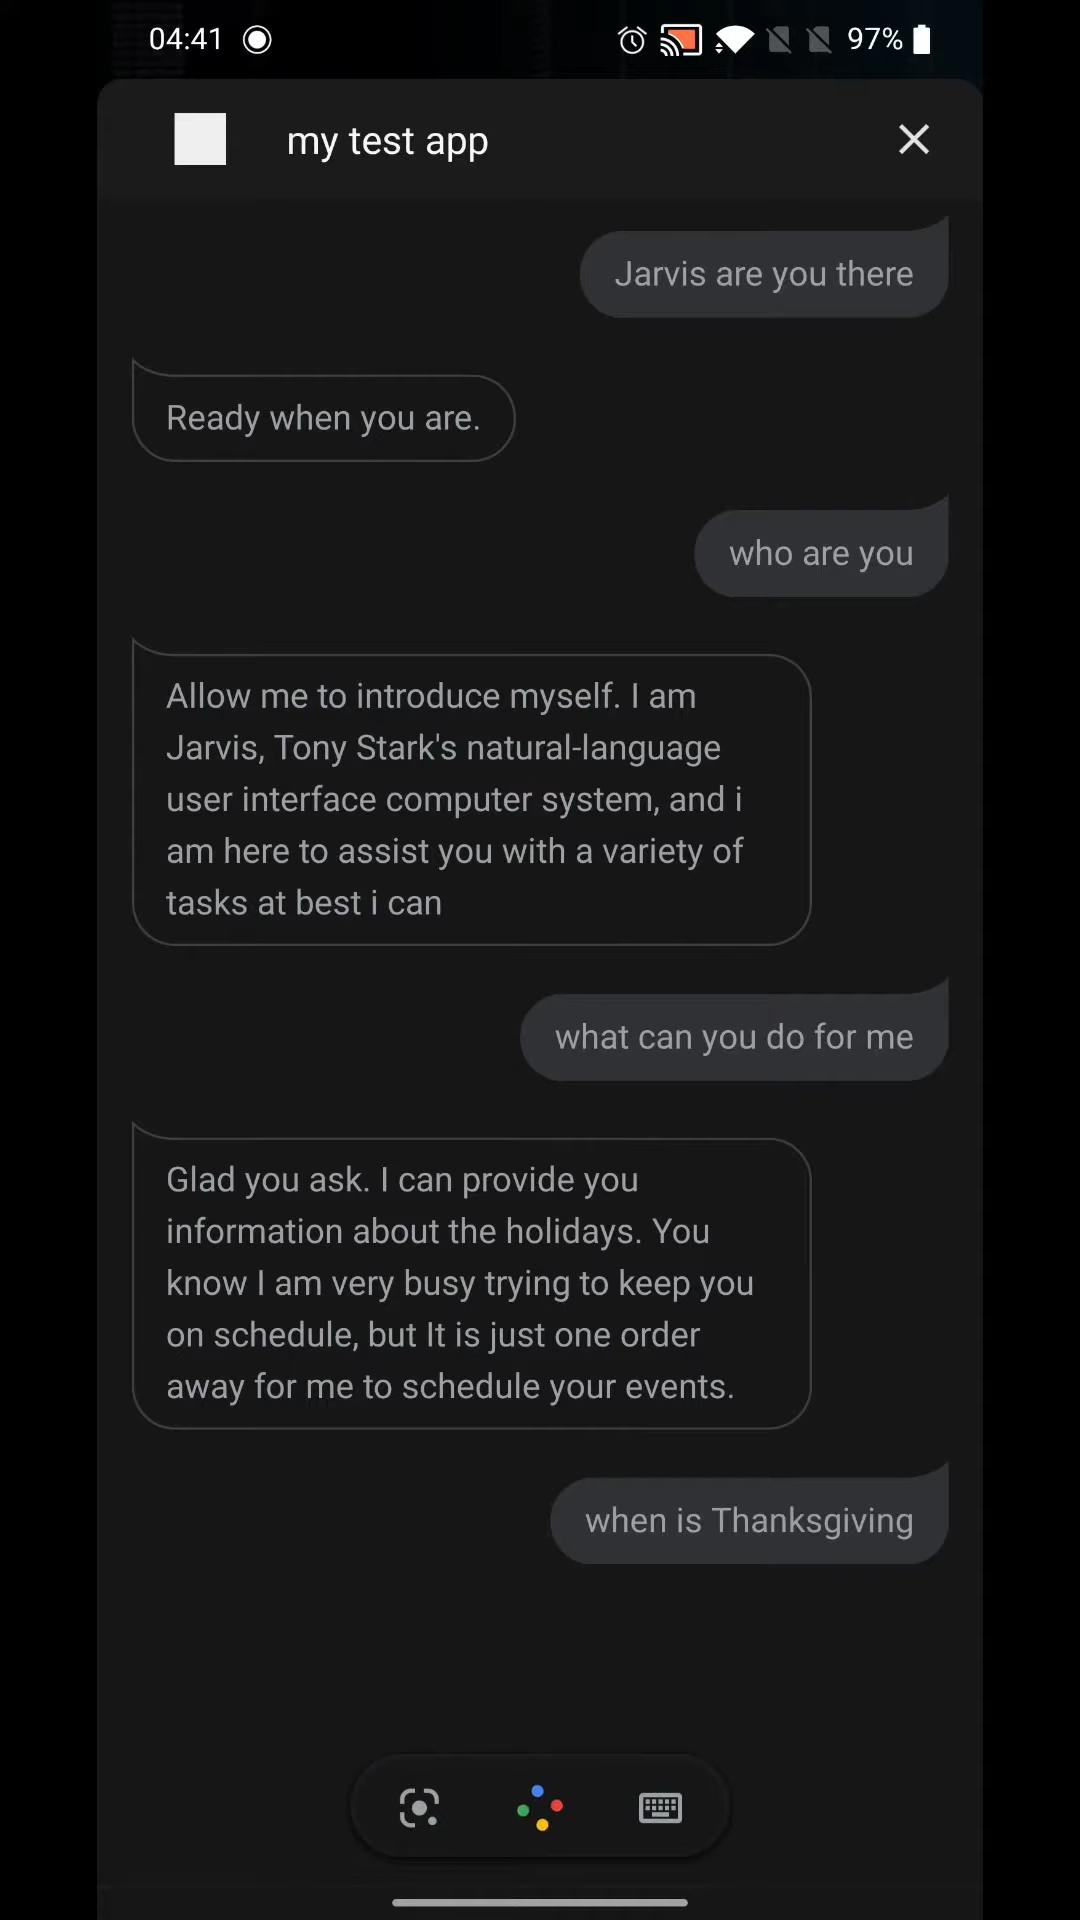 04:41
97%
my test app
Jarvis are you there
Ready when you are.
who are you
Allow me to introduce myself. I am
Jarvis, Tony Stark's natural-language
user interface computer system, and i
am here to assist you with a variety of
tasks at best i can
what can you do for me
Glad you ask. I can provide you
information about the holidays. You
know I am very busy trying to keep you
on schedule, but It is just one order
away for me to schedule your events.
when is Thanksgiving